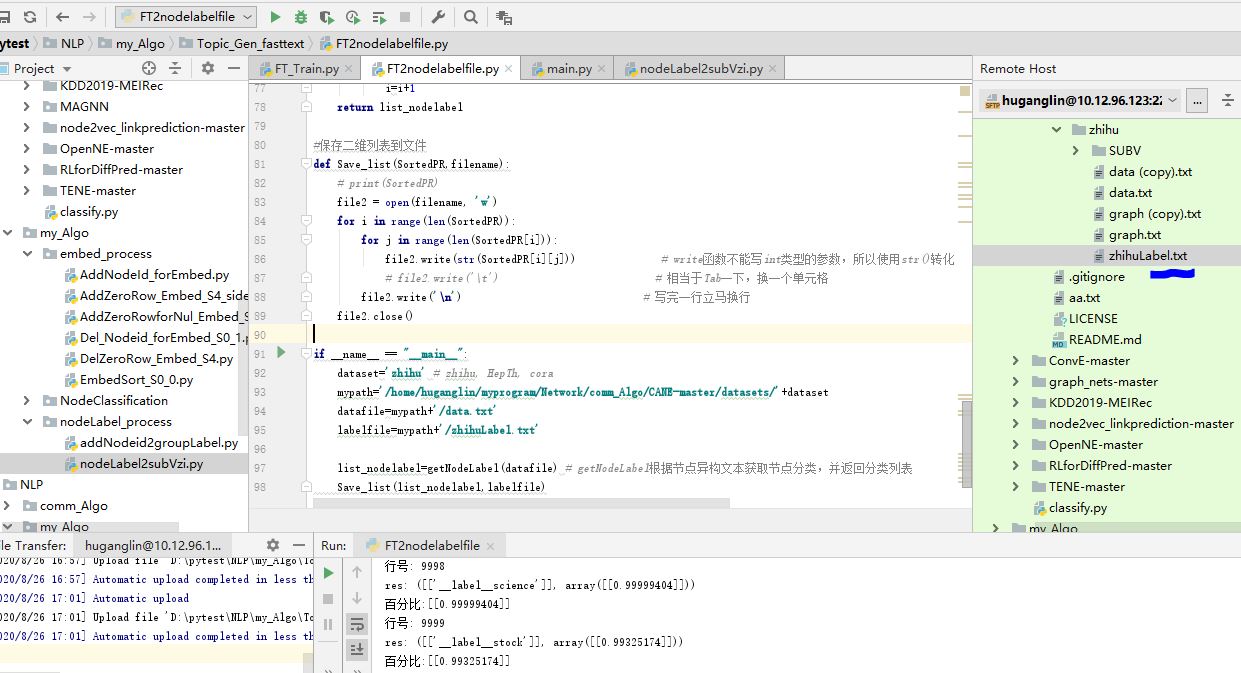 FT2nodelabelfile
ytest NLP my_Algo Topic_Gen_fasttext FT2nodelabelfile.py
Project
FT_Train.py FT2nodelabelfile.py main.py nodeLabel2subVzi.py
Remote Host
KDD2019-MEIRec
MAGNN
node2vec_linkprediction-master
OpenNE-master
RLforDiffPred-master
TENE-master
classify.py
my_Algo
embed_process
AddNodeId_forEmbed.py
AddZeroRow_Embed_S4_side
AddZeroRowforNul_Embed_S
Del_Nodeid_forEmbed_S0_1.p
DelZeroRow_Embed_S4.py
EmbedSort_S0_0.py
NodeClassification
nodeLabel_process
addNodeid2groupLabel.py
nodeLabel2subVzi.py
NLP
comm_Algo
my_Algo
77 i=i+1
78 return list_nodelabel
79
80 #保存二维列表到文件
81 def Save_list(SortedPR,filename):
82 # print(SortedPR)
83 file2 = open(filename, 'w')
84 for i in range(len(SortedPR)):
85 for j in range(len(SortedPR[i])):
86 file2.write(str(SortedPR[i][j])) # write函数不能写int类型的参数，所以使用str()转化
87 # file2.write('\t') # 相当于Tab一下，换一个单元格
88 file2.write('\n') # 写完一行立马换行
89 file2.close()
90
91 if __name__ == "__main__":
92 dataset='zhihu' # zhihu, HepTh, cora
93 mypath='/home/huganglin/myprogram/Network/comm_Algo/CANE-master/datasets/'+dataset
94 datafile=mypath+'/data.txt'
95 labelfile=mypath+'/zhihuLabel.txt'
96
97 list_nodelabel=getNodeLabel(datafile) # getNodeLabel根据节点异构文本获取节点分类，并返回分类列表
98 Save_list(list_nodelabel,labelfile)
huganglin@10.12.96.123:22 ...
zhihu
SUBV
data (copy).txt
data.txt
graph (copy).txt
graph.txt
zhihuLabel.txt
.gitignore
aa.txt
LICENSE
README.md
ConvE-master
graph_nets-master
KDD2019-MEIRec
node2vec_linkprediction-master
OpenNE-master
RLforDiffPred-master
TENE-master
classify.py
my_Algo
le Transfer: huganglin@10.12.96.1...
020/8/26 16:57] Upload file 'D:\pytest\NLP\my_Algo\To
020/8/26 16:57] Automatic upload completed in less th
020/8/26 17:01] Automatic upload
020/8/26 17:01] Upload file 'D:\pytest\NLP\my_Algo\To
020/8/26 17:01] Automatic upload completed in less th
Run: FT2nodelabelfile
行号: 9998
res: ([['__label__science']], array([[0.99999404]]))
百分比:[[0.99999404]]
行号: 9999
res: ([['__label__stock']], array([[0.99325174]]))
百分比:[[0.99325174]]